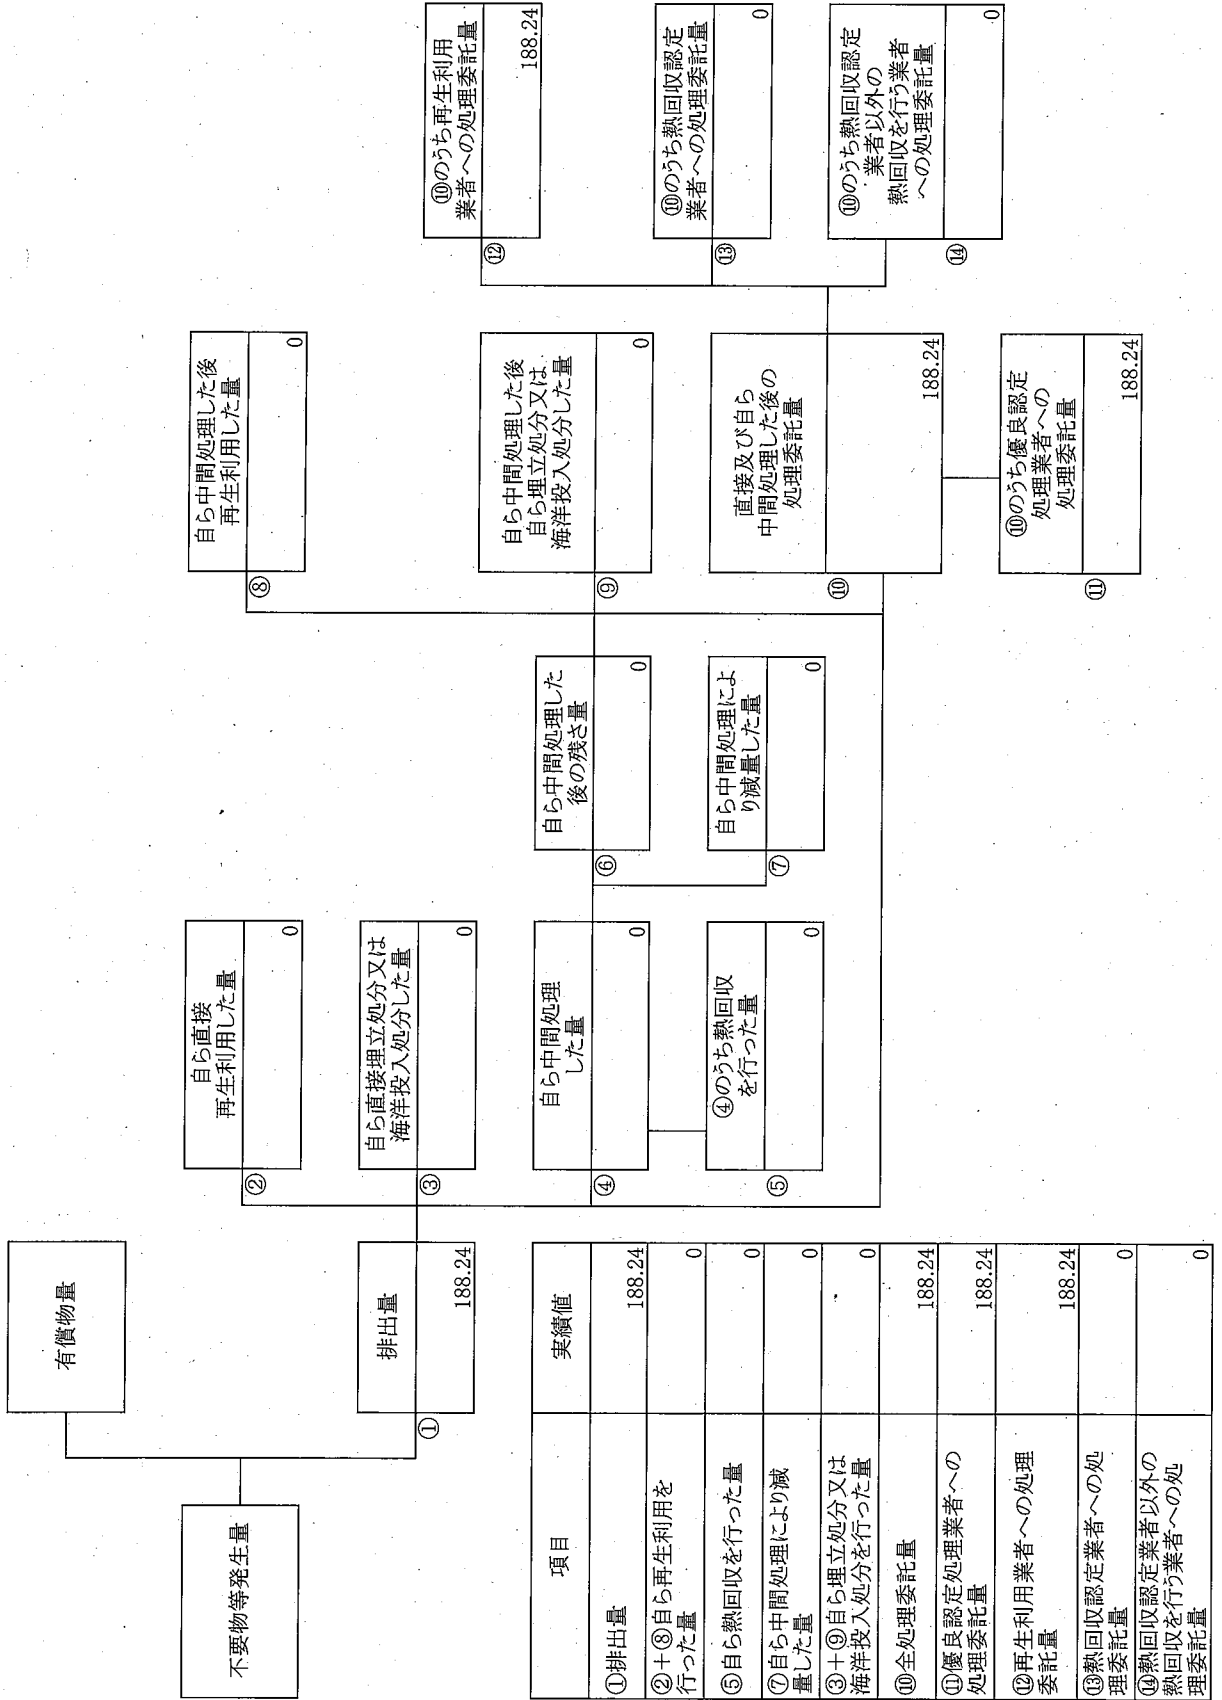 不要物等発生量
有償物量
排出量
①
188.24
自ら直接
再生利用した量
②
0
自ら直接埋立処分又は
海洋投入処分した量
③
0
自ら中間処理
した量
④
0
④のうち熱回収
を行った量
⑤
0
自ら中間処理した
後の残さ量
⑥
0
自ら中間処理によ
り減量した量
⑦
0
自ら中間処理した後
再生利用した量
⑧
0
自ら中間処理した後
自ら埋立処分又は
海洋投入処分した量
⑨
0
直接及び自ら
中間処理した後の
処理委託量
⑩
188.24
⑩のうち優良認定
処理業者への
処理委託量
⑪
188.24
⑩のうち再生利用
業者への処理委託量
⑫
188.24
⑩のうち熱回収認定
業者への処理委託量
⑬
0
⑩のうち熱回収認定
業者以外の
熱回収を行う業者
への処理委託量
⑭
0
項目 実績値
①排出量 188.24
②+⑧自ら再生利用を
行った量 0
⑤自ら熱回収を行った量 0
⑦自ら中間処理により減
量した量 0
③+⑨自ら埋立処分又は
海洋投入処分を行った量 0
⑩全処理委託量 188.24
⑪優良認定処理業者への
処理委託量 188.24
⑫再生利用業者への処理
委託量 188.24
⑬熱回収認定業者への処
理委託量 0
⑭熱回収認定業者以外の
熱回収を行う業者への処
理委託量 0